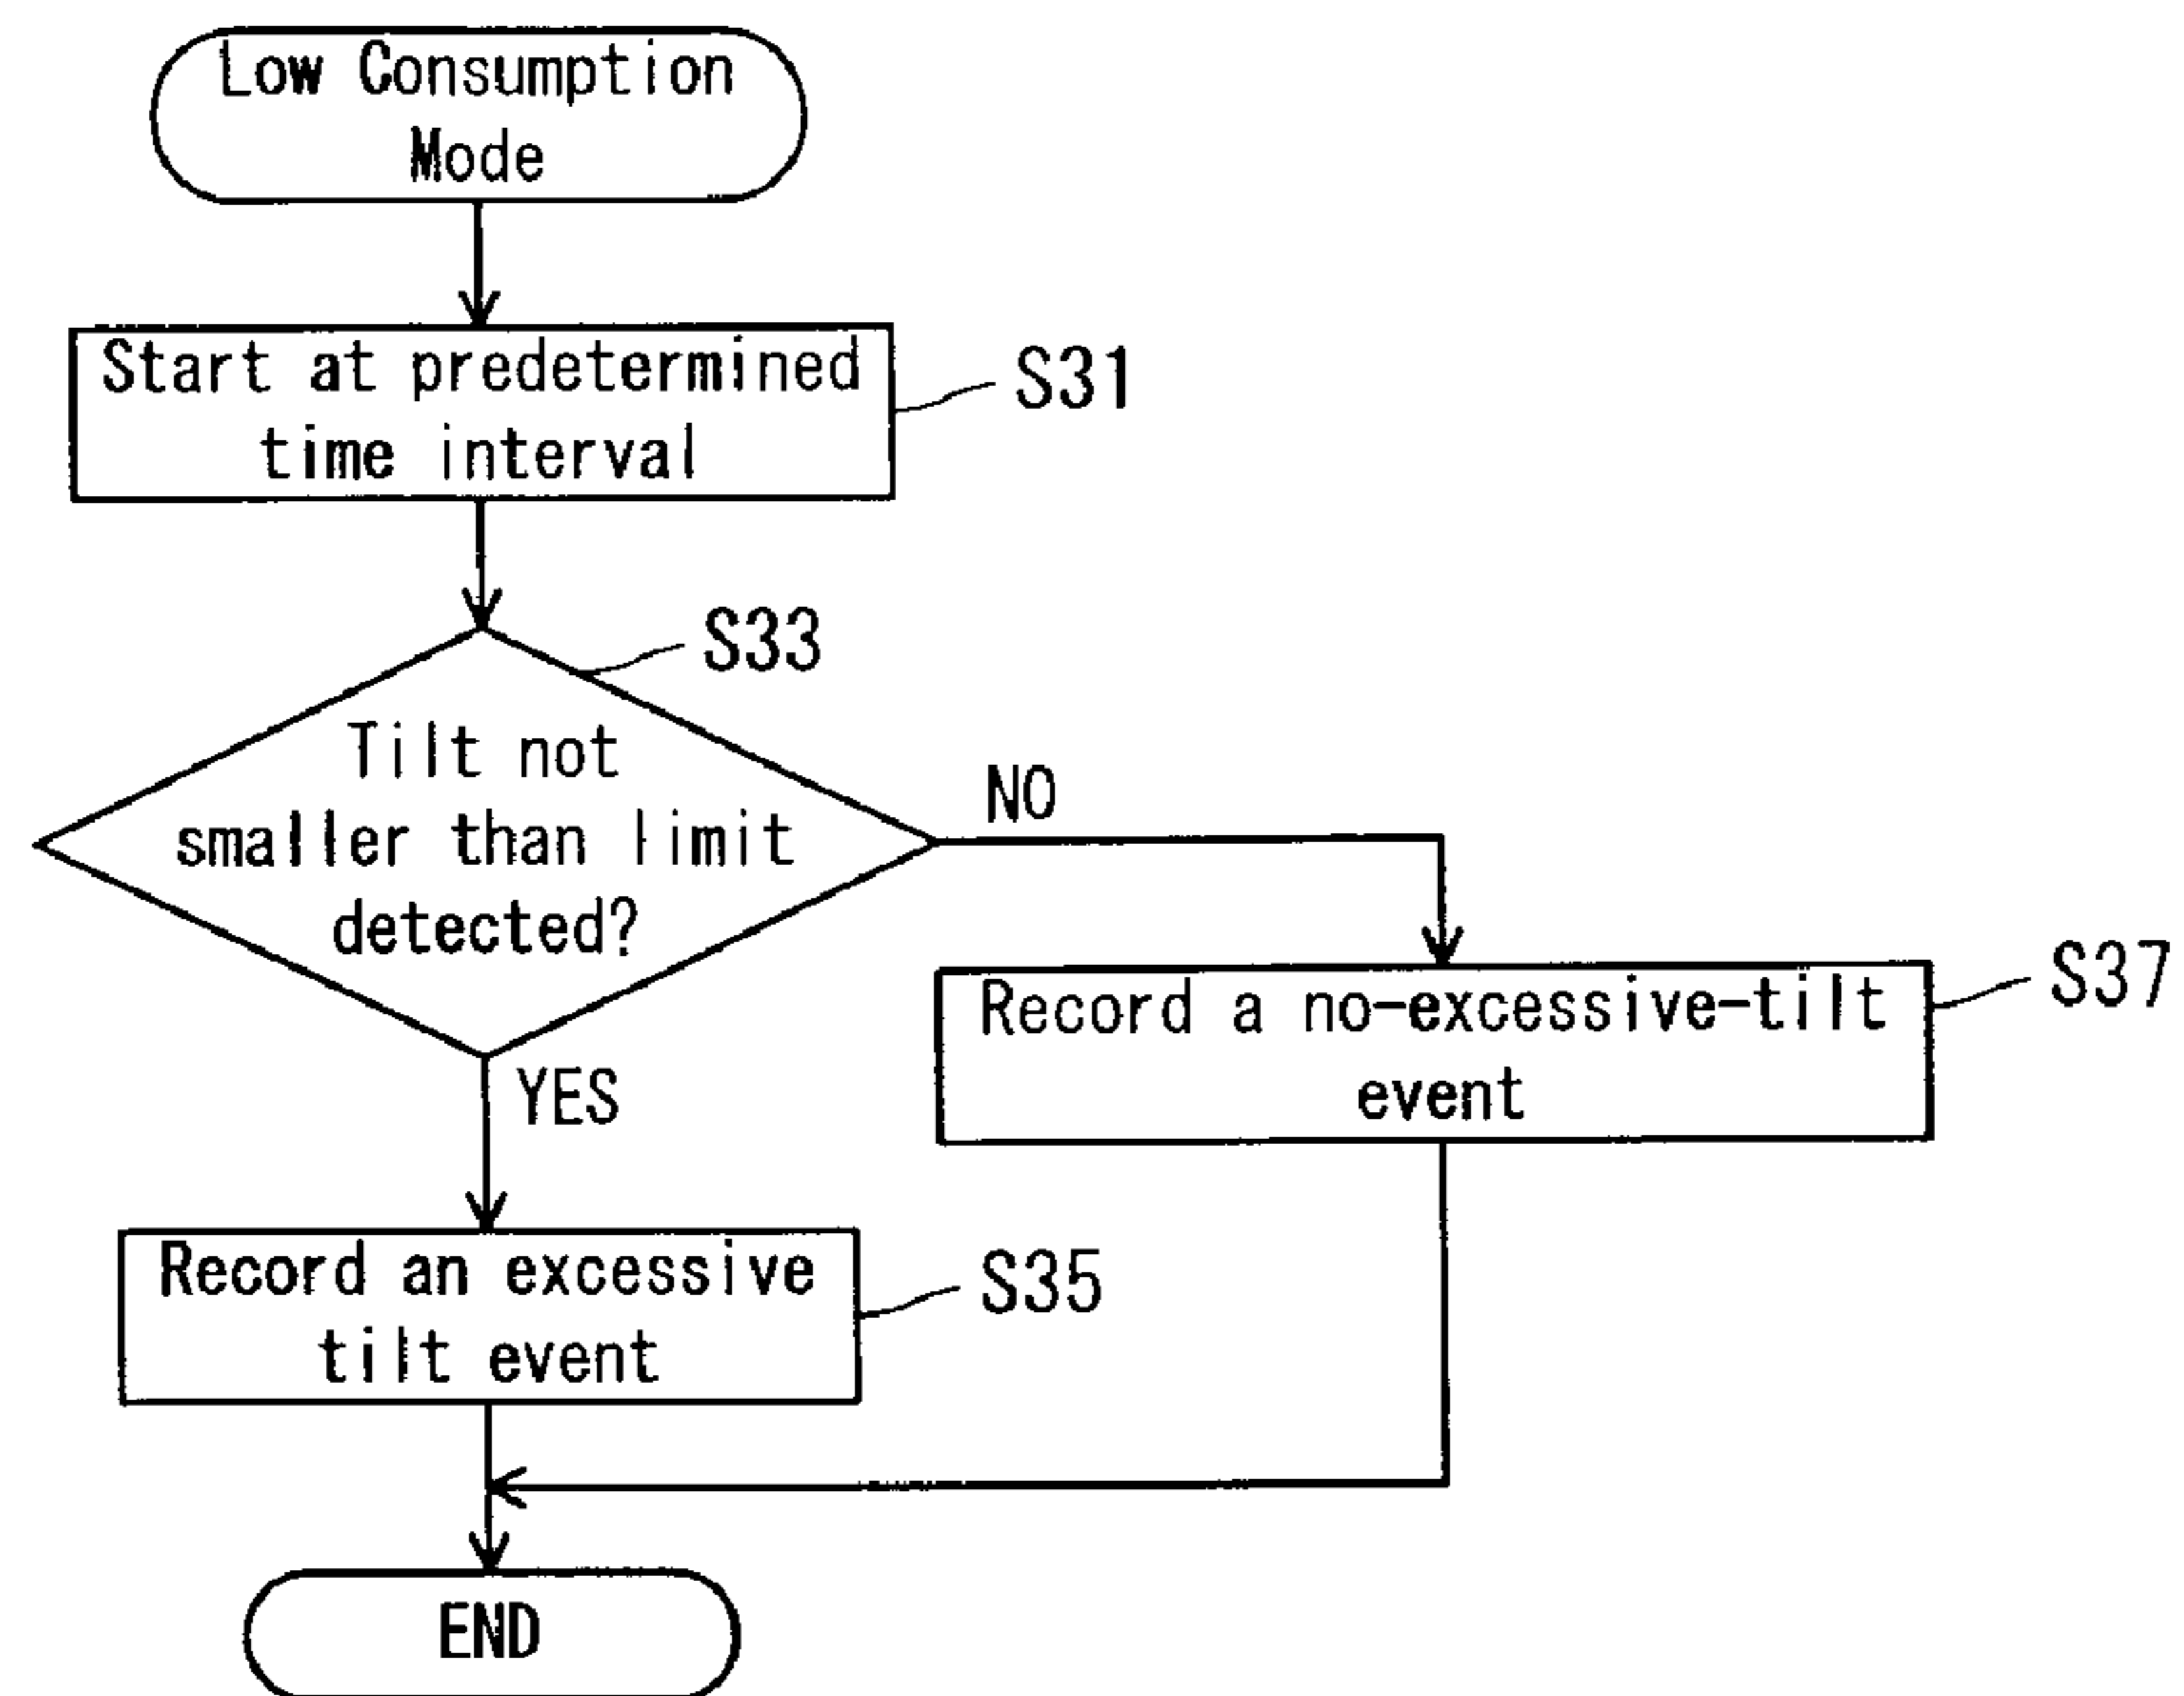 Low Consumption
Mode
Start at predetermined
time interval
S31
S33
Tilt not
smaller than limit
detected?
NO
YES
Record a no-excessive-tilt
event
S37
Record an excessive
tilt event
S35
END